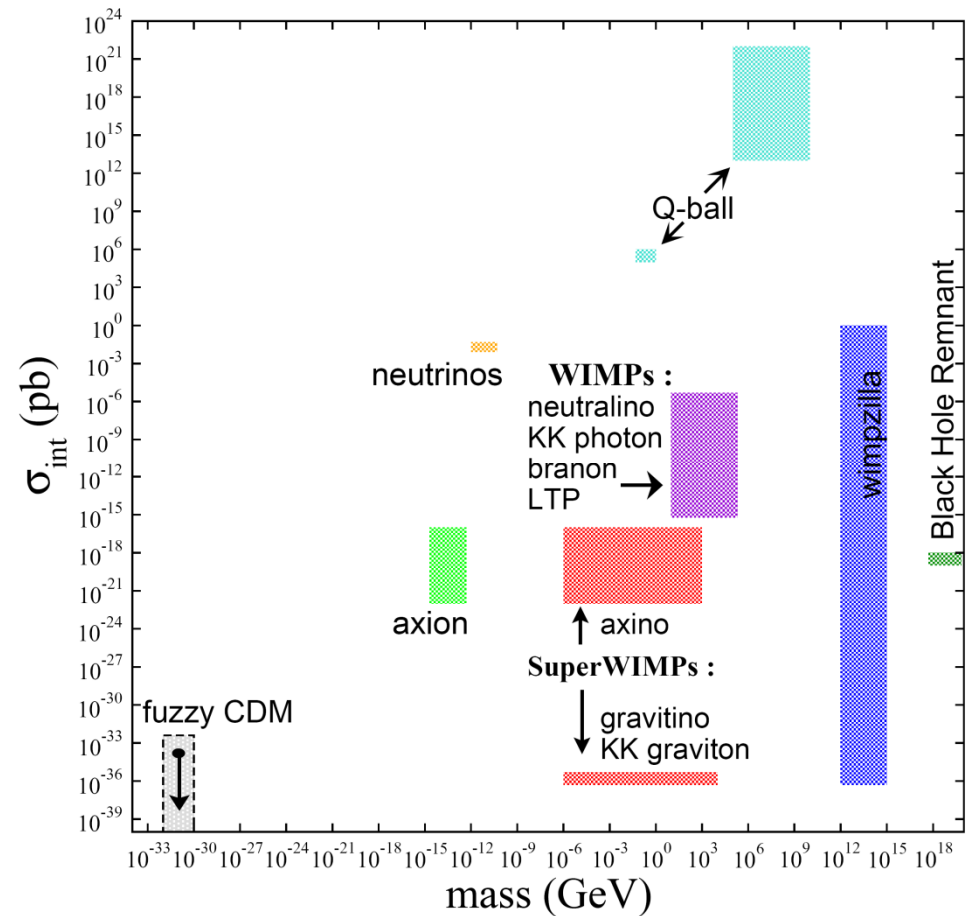 10^24
10^21
10^18
10^15
10^12
10^9
10^6
10^3
10^0
10^-3
10^-6
10^-9
10^-12
10^-15
10^-18
10^-21
10^-24
10^-27
10^-30
10^-33
10^-36
10^-39
σ_int (pb)
Q-ball
neutrinos
WIMPs :
neutralino
KK photon
branon
LTP
wimpzilla
Black Hole Remnant
axion
axino
SuperWIMPs :
gravitino
KK graviton
fuzzy CDM
10^-33 10^-30 10^-27 10^-24 10^-21 10^-18 10^-15 10^-12 10^-9 10^-6 10^-3 10^0 10^3 10^6 10^9 10^12 10^15 10^18
mass (GeV)